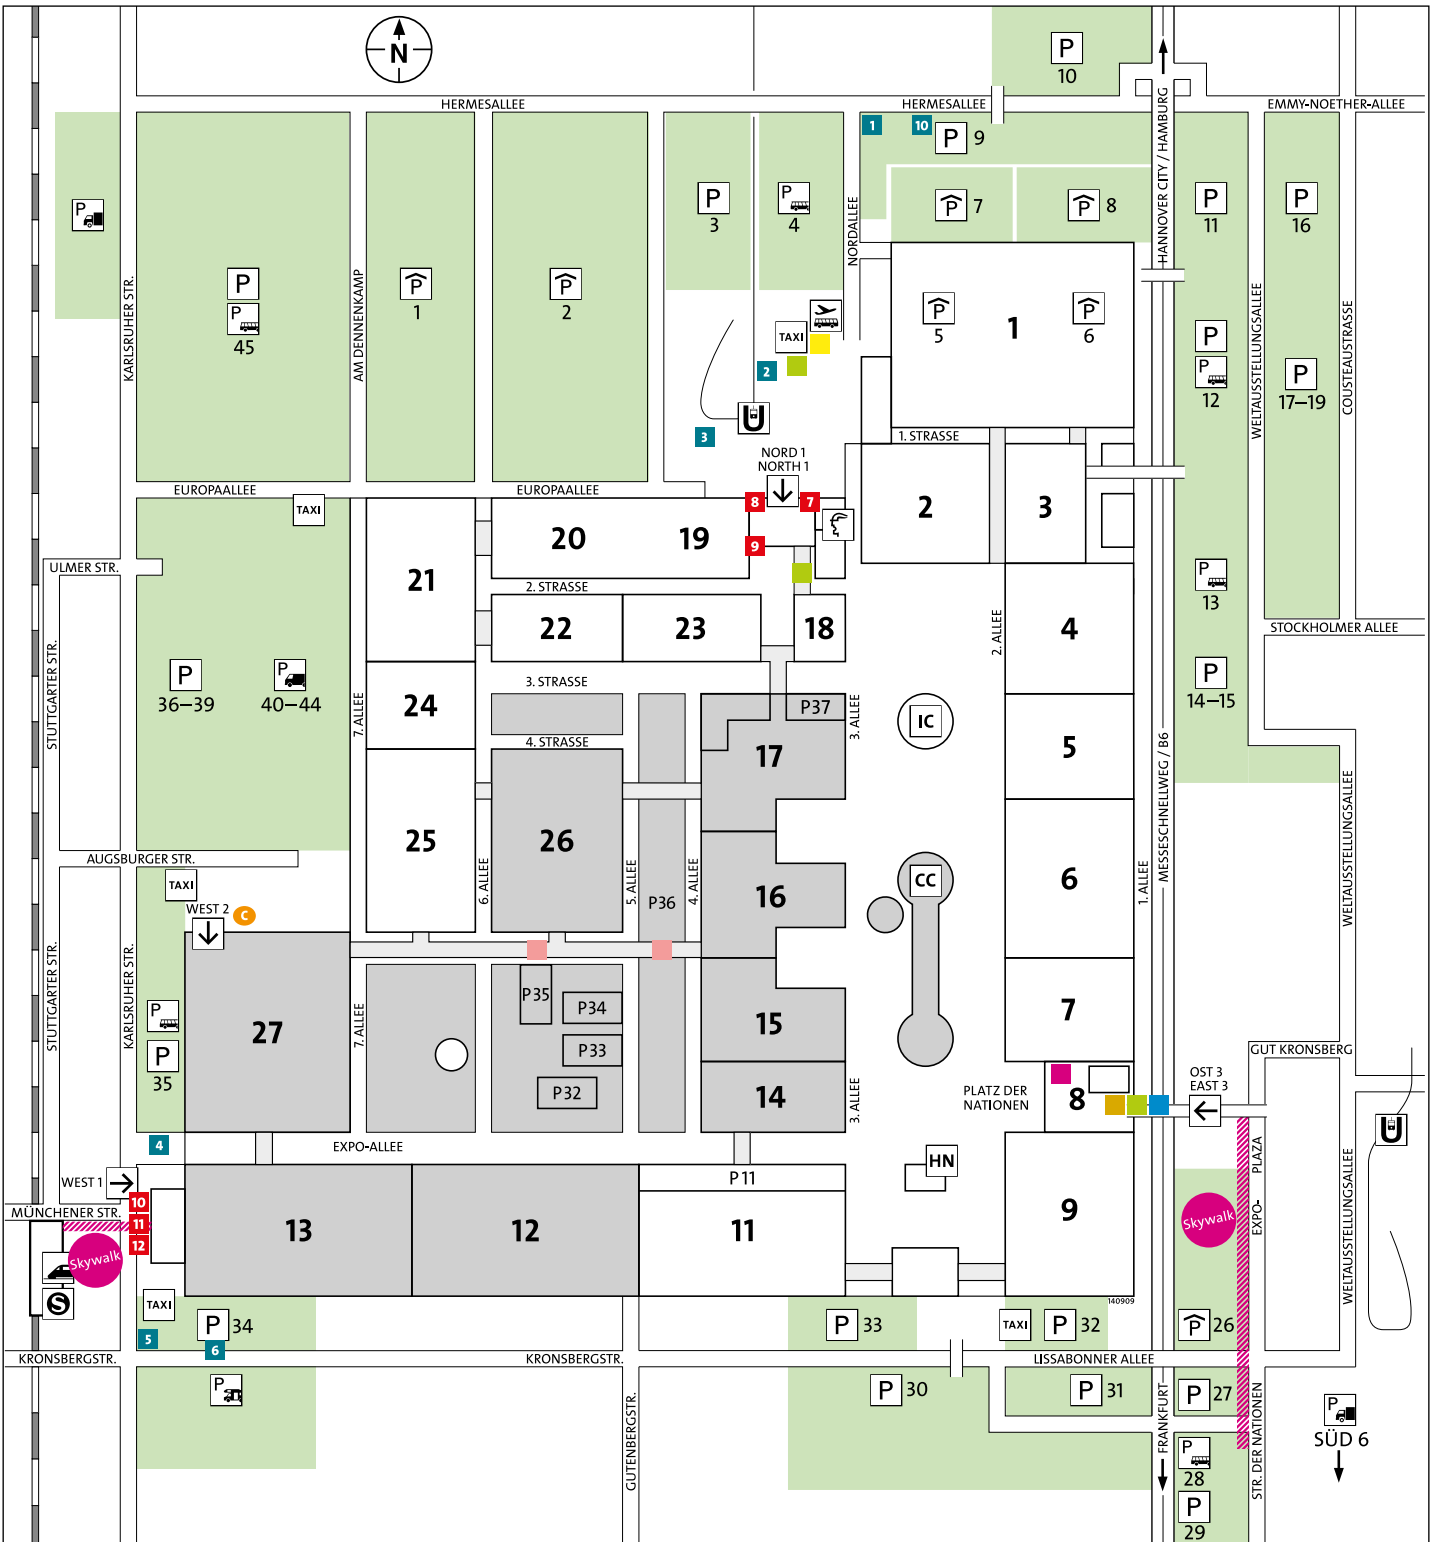 N
P
10
HERMESALLEE
HERMESALLEE
EMMY-NOETHER-ALLEE
1
10
P
9
P
P
3
P
4
P
7
P
8
P
11
P
16
NORDALLEE
HANNOVER CITY / HAMBURG
KARLSRUHER STR.
AM DENNENKAMP
P
P
45
P
1
P
2
P
5
1
P
6
TAXI
2
3
U
P
P
12
P
17–19
WELTAUSSTELLUNGSALLEE
COUSTEAUSTRASSE
1. STRASSE
NORD 1
NORTH 1
EUROPAALLEE
EUROPAALLEE
TAXI
8
7
9
20
19
2
3
ULMER STR.
21
2. STRASSE
P
13
22
23
18
4
2. ALLEE
STOCKHOLMER ALLEE
STUTTGARTER STR.
P
36–39
P
40–44
7. ALLEE
24
3. STRASSE
P37
3. ALLEE
IC
P
14–15
4. STRASSE
5. ALLEE
4. ALLEE
17
5
MESSESCHNELLWEG / B6
25
26
6. ALLEE
5. ALLEE
P36
4. ALLEE
16
CC
6
1. ALLEE
WELTAUSSTELLUNGSALLEE
AUGSBURGER STR.
TAXI
WEST 2
C
STUTTGARTER STR.
KARLSRUHER STR.
27
7. ALLEE
P35
P34
P33
P32
15
7
P
P
35
14
3. ALLEE
PLATZ DER
NATIONEN
8
OST 3
EAST 3
GUT KRONSBERG
U
4
EXPO-ALLEE
WEST 1
10
11
12
MÜNCHENER STR.
Skywalk
S
13
12
P 11
11
HN
9
Skywalk
EXPO- PLAZA
WELTAUSSTELLUNGSALLEE
140909
TAXI
5
P
34
6
P
33
TAXI
P
32
P
26
KRONSBERGSTR.
KRONSBERGSTR.
LISSABONNER ALLEE
P
P
30
P
31
P
27
P
SÜD 6
GUTENBERGSTR.
FRANKFURT
STR. DER NATIONEN
P
28
P
29